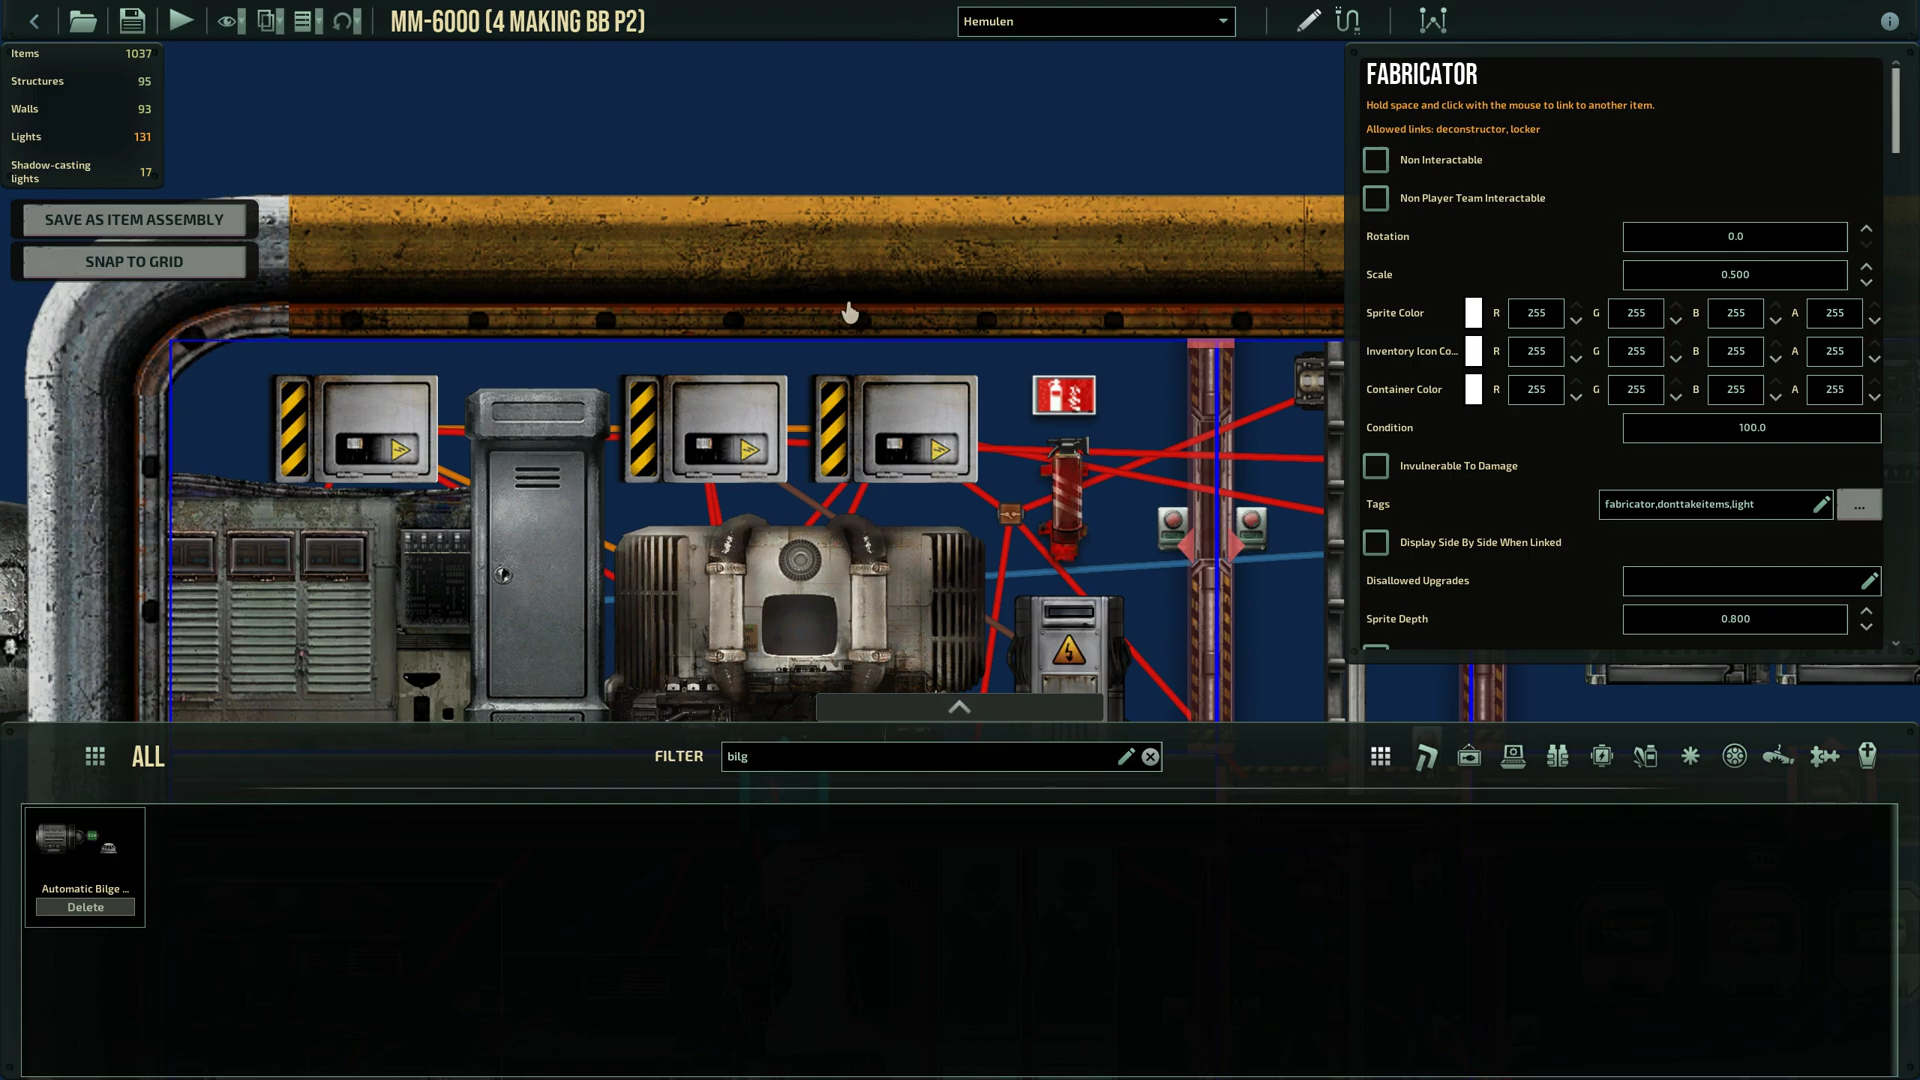 MM-6000 (4 MAKING BB P2)
Hemulen
Items 1037
Structures 95
Walls 93
Lights 131
Shadow-casting
lights 17
SAVE AS ITEM ASSEMBLY
SNAP TO GRID
FABRICATOR
Hold space and click with the mouse to link to another item.
Allowed links: deconstructor, locker
Non Interactable
Non Player Team Interactable
Rotation 0.0
Scale 0.500
Sprite Color R 255 G 255 B 255 A 255
Inventory Icon Co... R 255 G 255 B 255 A 255
Container Color R 255 G 255 B 255 A 255
Condition 100.0
Invulnerable To Damage
Tags fabricator,donttakeitems,light ...
Display Side By Side When Linked
Disallowed Upgrades
Sprite Depth 0.800
ALL
FILTER bilg
Automatic Bilge ...
Delete